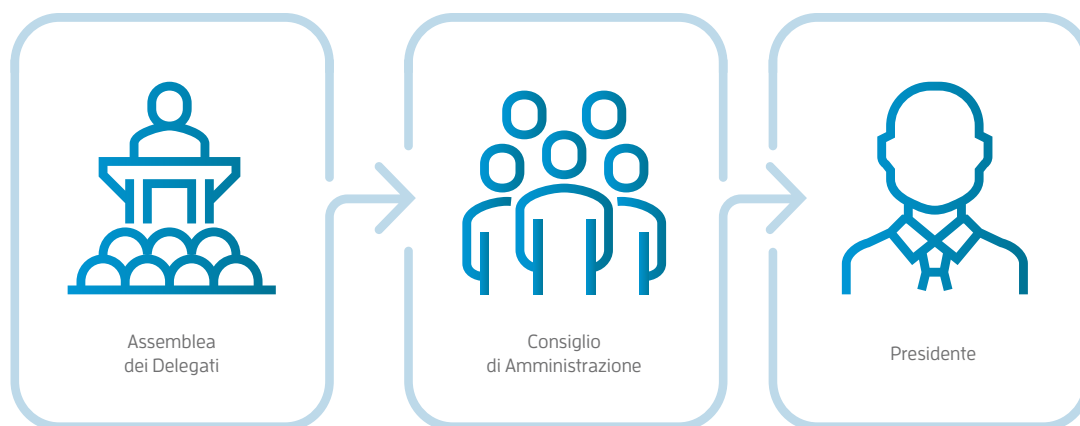 Assemblea
dei Delegati
Consiglio
di Amministrazione
Presidente